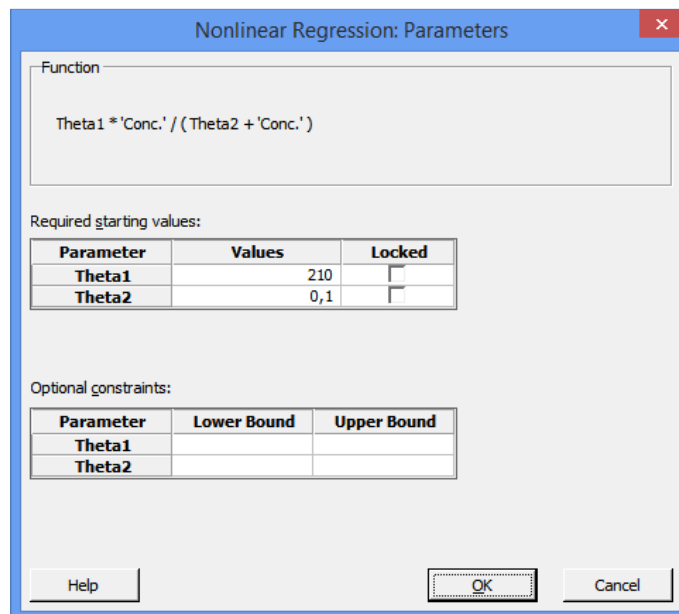 Nonlinear Regression: Parameters
Function
Theta1 * 'Conc.' / ( Theta2 + 'Conc.' )
Required starting values:
Parameter Values Locked
Theta1 210
Theta2 0,1
Optional constraints:
Parameter Lower Bound Upper Bound
Theta1
Theta2
Help OK Cancel